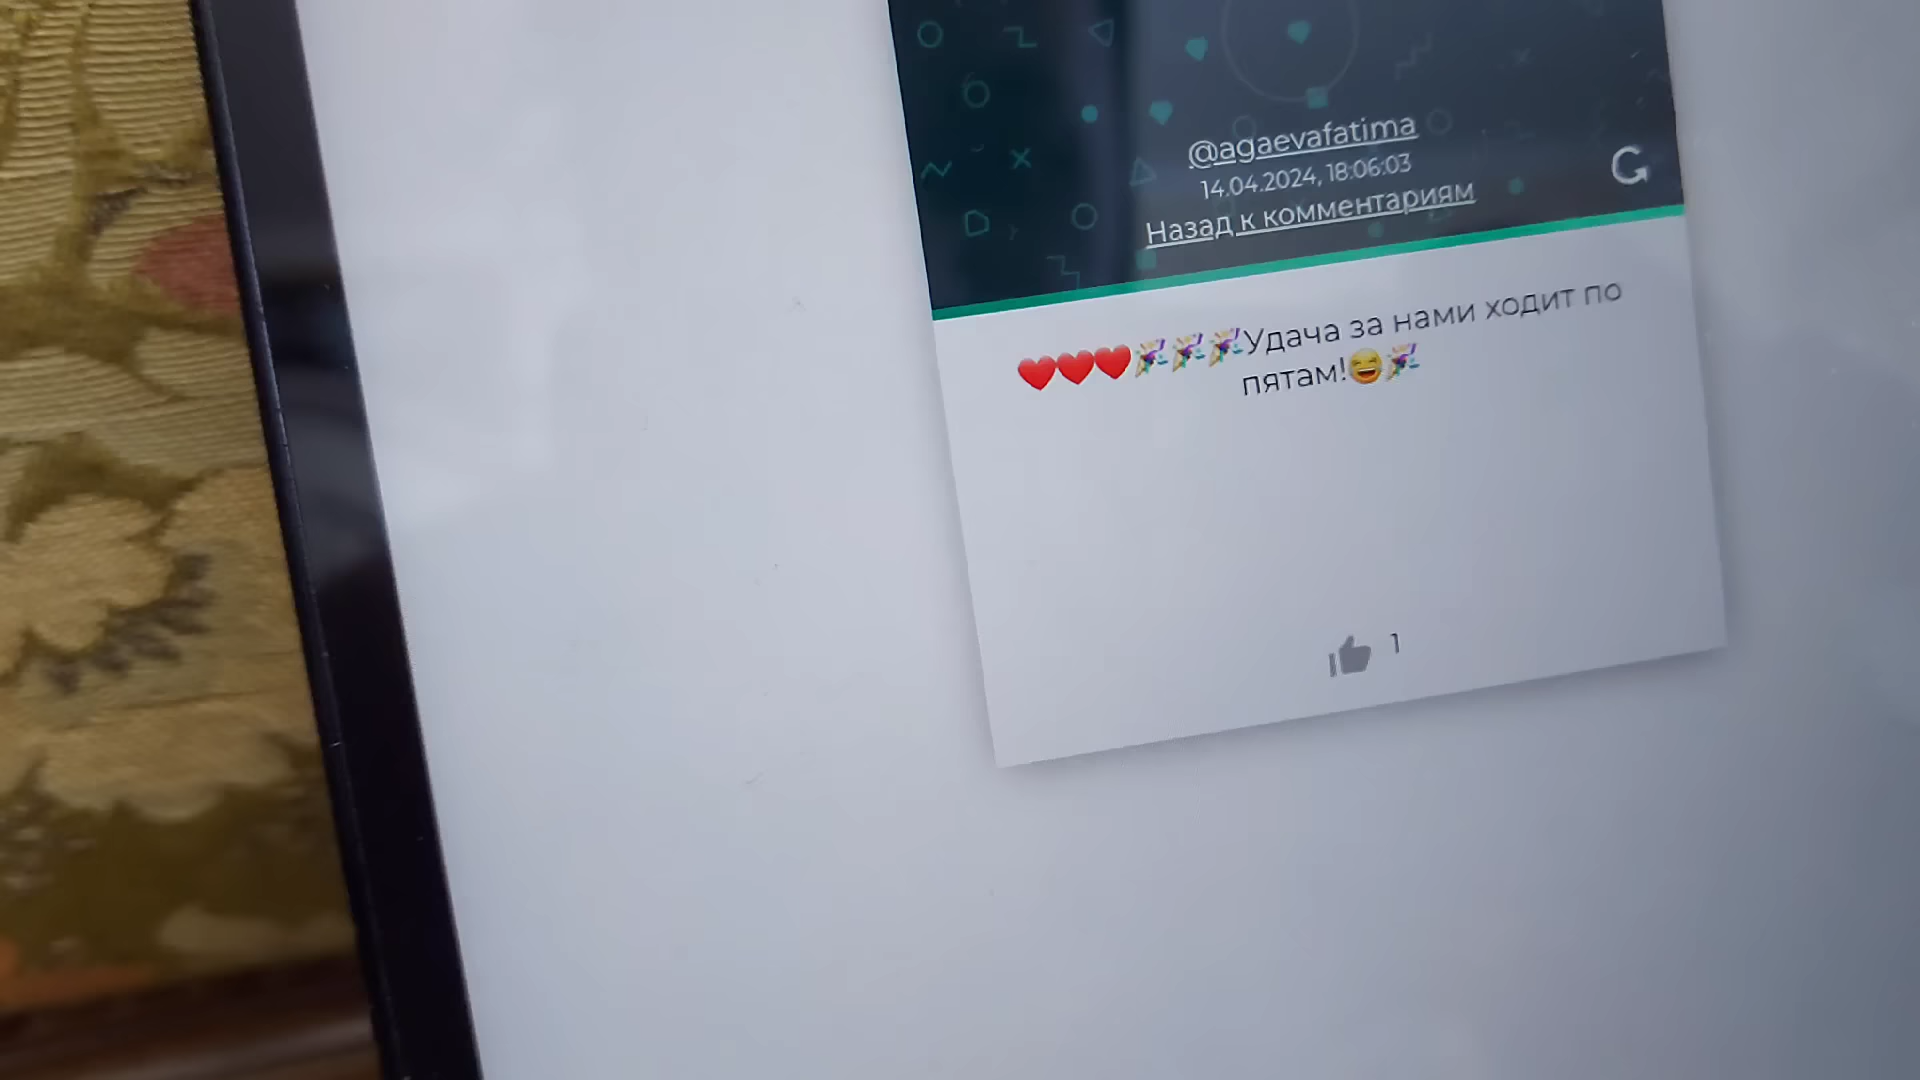 @agaevafatima
14.04.2024, 18:06:03
Назад к комментариям
❤️❤️❤️🎉🎉🎉Удача за нами ходит по
пятам!😆🎉
1